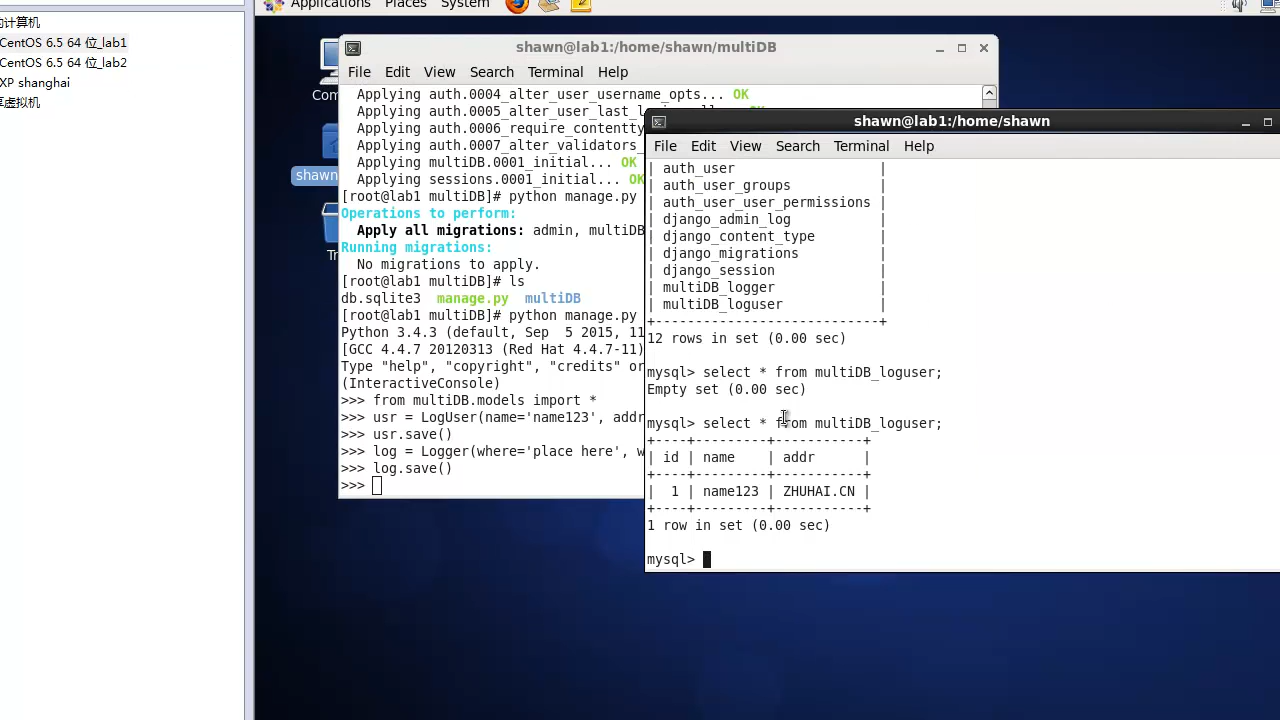 Applications Places System
的计算机
CentOS 6.5 64 位_lab1
CentOS 6.5 64 位_lab2
XP shanghai
享虚拟机
Com
shawn
Tr
shawn@lab1:/home/shawn/multiDB
File Edit View Search Terminal Help
Applying auth.0004_alter_user_username_opts... OK
Applying auth.0005_alter_user_last_login_null... OK
Applying auth.0006_require_contentty
Applying auth.0007_alter_validators_
Applying multiDB.0001_initial... OK
Applying sessions.0001_initial... OK
[root@lab1 multiDB]# python manage.py
Operations to perform:
Apply all migrations: admin, multiDB
Running migrations:
No migrations to apply.
[root@lab1 multiDB]# ls
db.sqlite3 manage.py multiDB
[root@lab1 multiDB]# python manage.py
Python 3.4.3 (default, Sep  5 2015, 11
[GCC 4.4.7 20120313 (Red Hat 4.4.7-11)
Type "help", "copyright", "credits" or
(InteractiveConsole)
>>> from multiDB.models import *
>>> usr = LogUser(name='name123', addr
>>> usr.save()
>>> log = Logger(where='place here', w
>>> log.save()
>>>
shawn@lab1:/home/shawn
File Edit View Search Terminal Help
| auth_user                  |
| auth_user_groups           |
| auth_user_user_permissions |
| django_admin_log           |
| django_content_type        |
| django_migrations          |
| django_session             |
| multiDB_logger             |
| multiDB_loguser            |
+----------------------------+
12 rows in set (0.00 sec)
mysql> select * from multiDB_loguser;
Empty set (0.00 sec)
mysql> select * from multiDB_loguser;
+----+---------+-----------+
| id | name    | addr      |
+----+---------+-----------+
|  1 | name123 | ZHUHAI.CN |
+----+---------+-----------+
1 row in set (0.00 sec)
mysql>